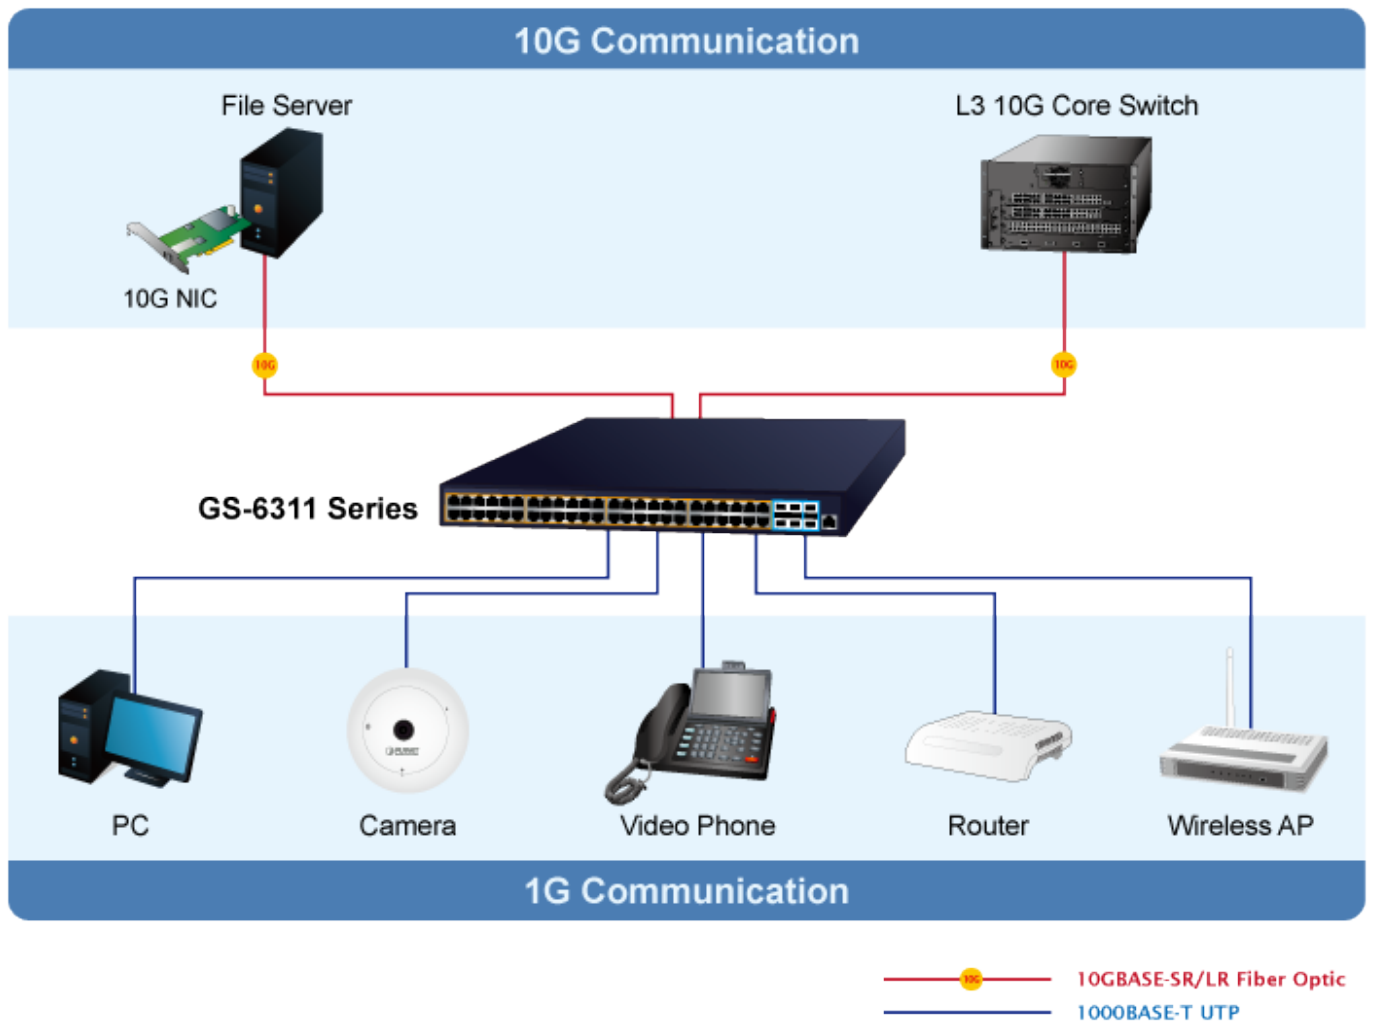 10G Communication
File Server
L3 10G Core Switch
10G NIC
10G
10G
GS-6311 Series
PLANET
PC
Camera
Video Phone
Router
Wireless AP
1G Communication
10G
10GBASE-SR/LR Fiber Optic
1000BASE-T UTP